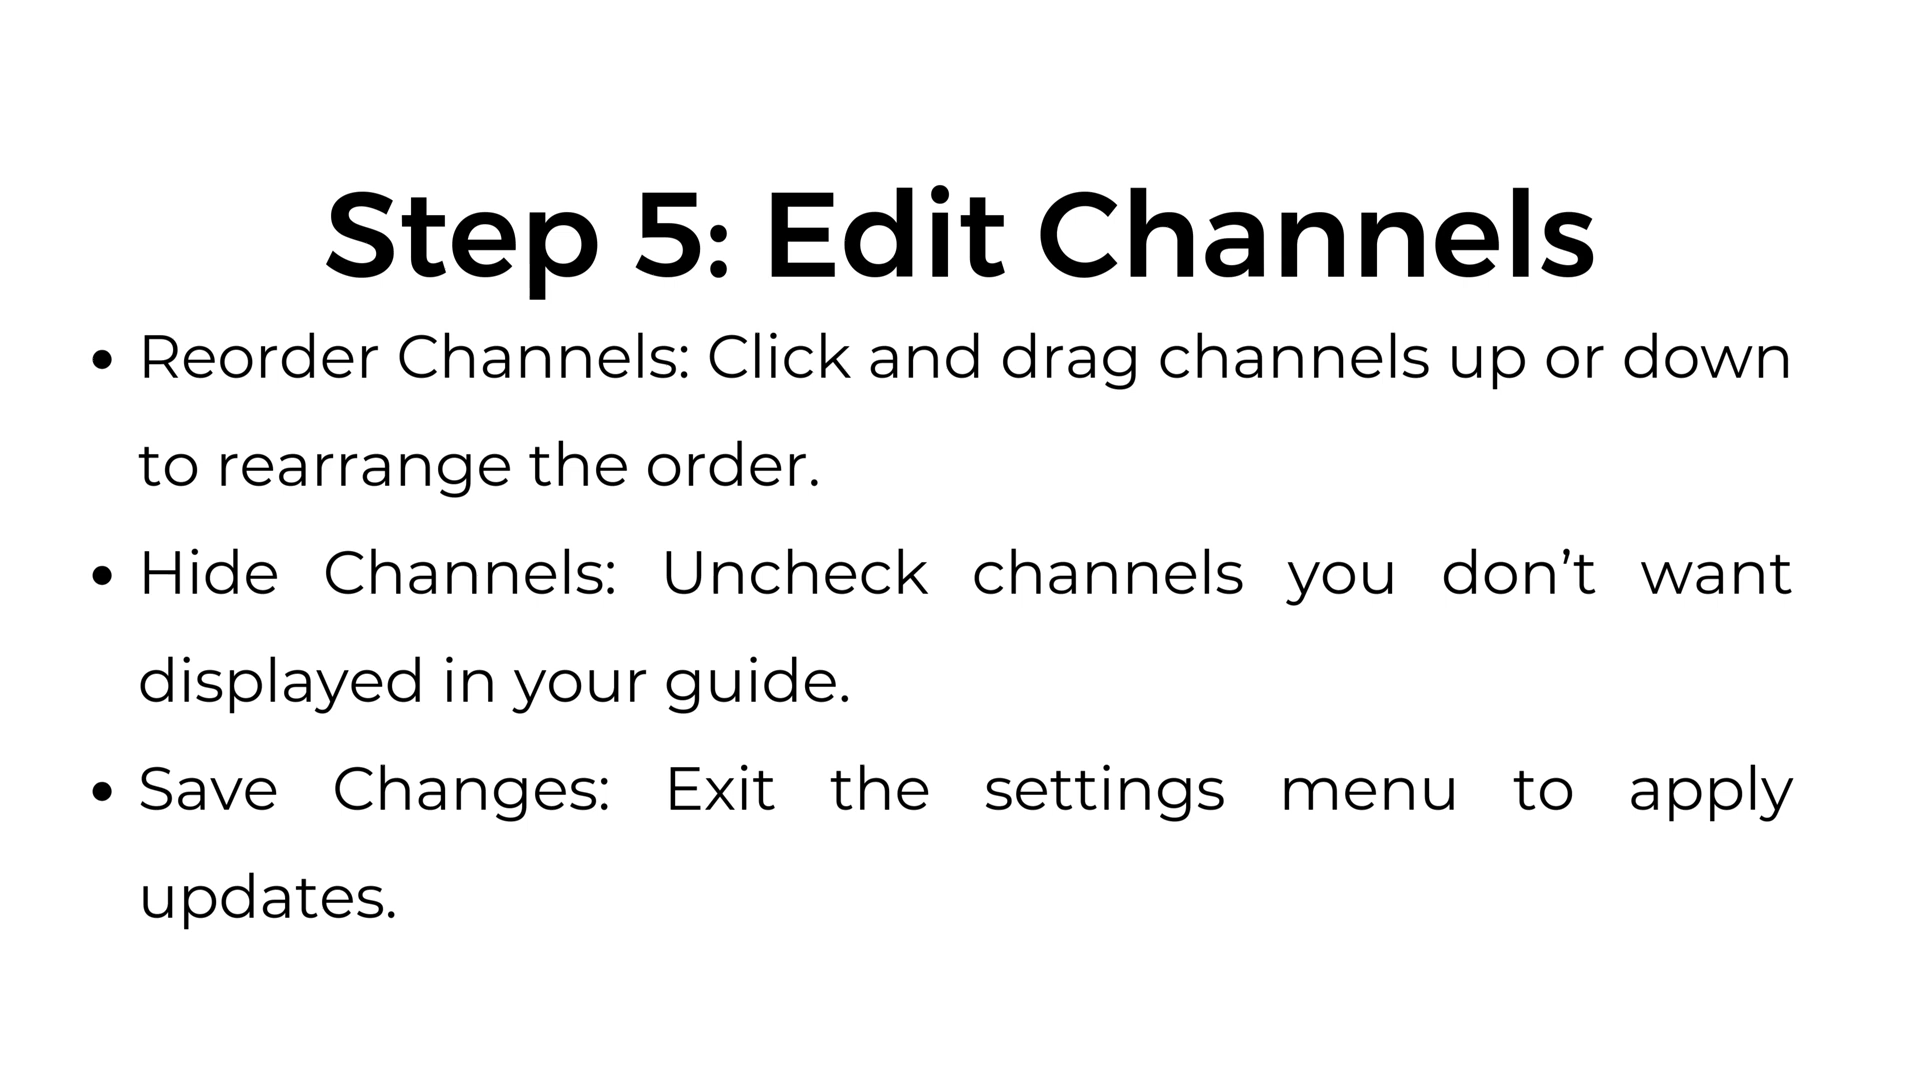 Step 5: Edit Channels
• Reorder Channels: Click and drag channels up or down
to rearrange the order.
• Hide Channels: Uncheck channels you don’t want
displayed in your guide.
• Save Changes: Exit the settings menu to apply
updates.